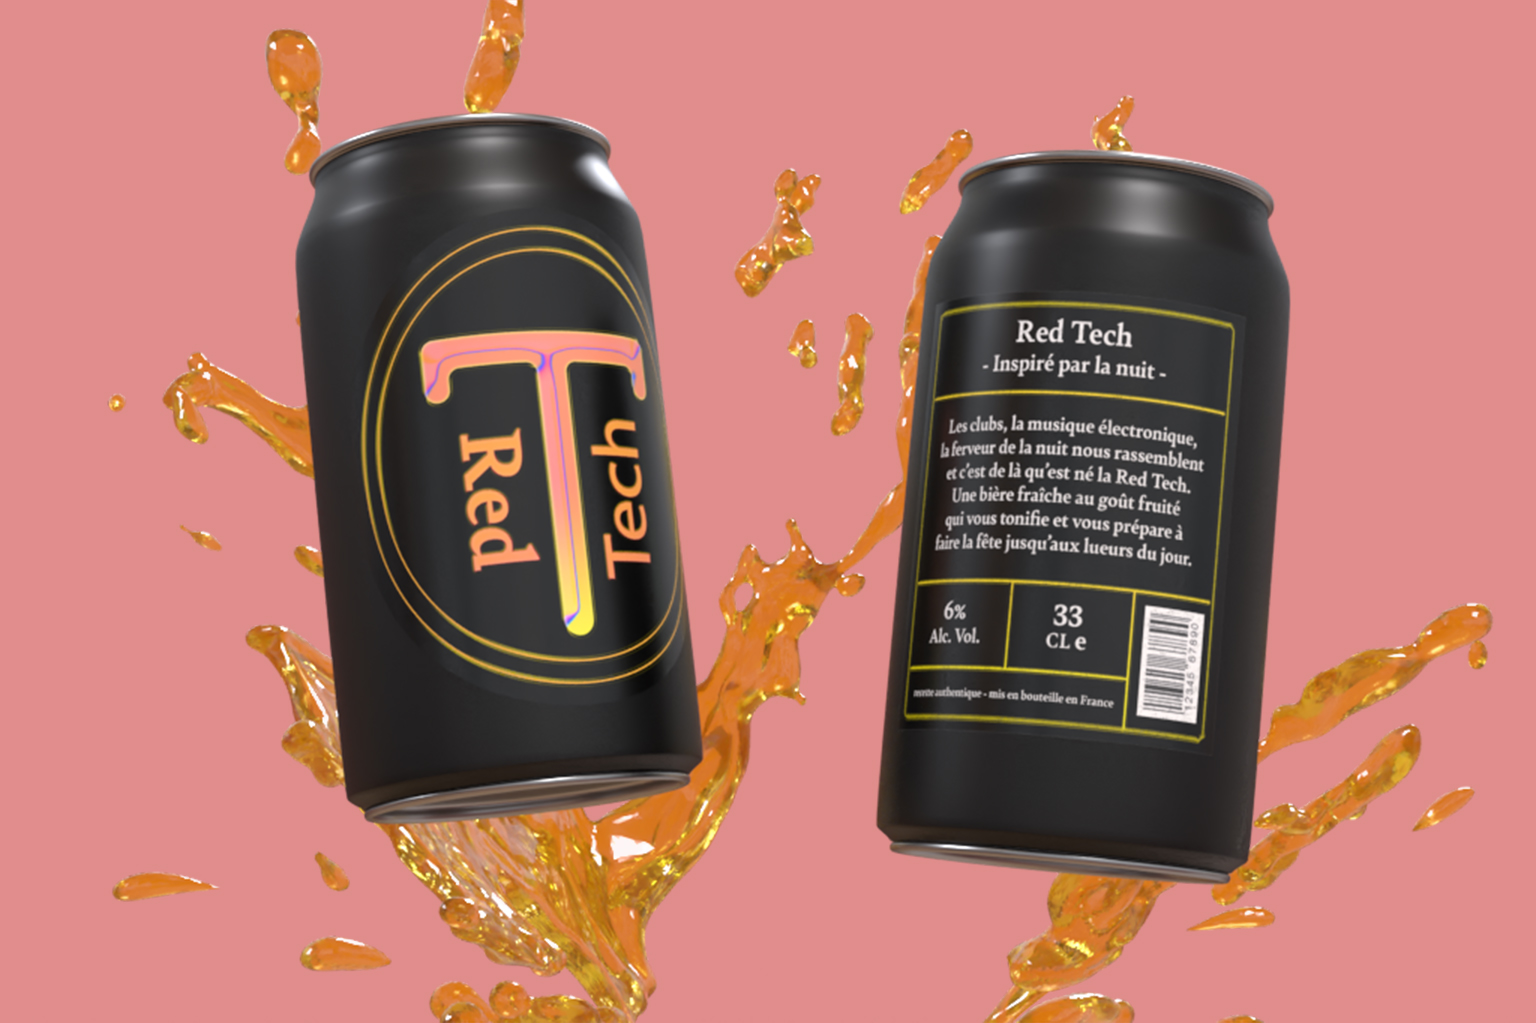 T
Red
Tech
Red Tech
- Inspiré par la nuit -
Les clubs, la musique électronique,
la ferveur de la nuit nous rassemblent
et c'est de là qu'est né la Red Tech.
Une bière fraîche au goût fruité
qui vous tonifie et vous prépare à
faire la fête jusqu'aux lueurs du jour.
6%
Alc. Vol.
33
CL e
authentique - mis en bouteille en France
12345 67890